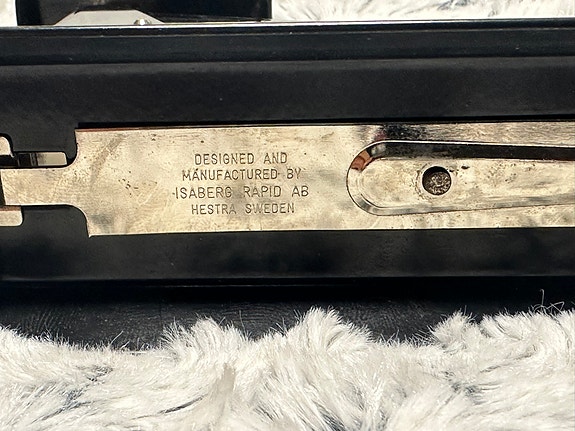 DESIGNED AND
MANUFACTURED BY
ISABERG RAPID AB
HESTRA SWEDEN